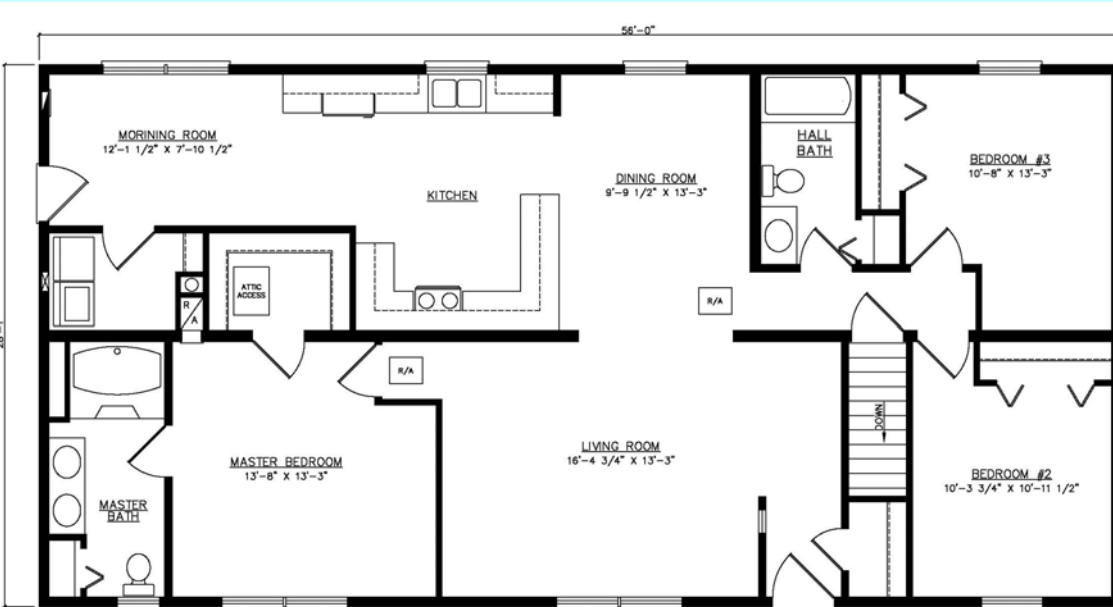 56'-0"
MORINING ROOM
12'-1 1/2" X 7'-10 1/2"
KITCHEN
DINING ROOM
9'-9 1/2" X 13'-3"
HALL
BATH
BEDROOM #3
10'-8" X 13'-3"
ATTIC
ACCESS
R
A
R/A
R/A
DOWN
LIVING ROOM
16'-4 3/4" X 13'-3"
MASTER BEDROOM
13'-8" X 13'-3"
MASTER
BATH
BEDROOM #2
10'-3 3/4" X 10'-11 1/2"